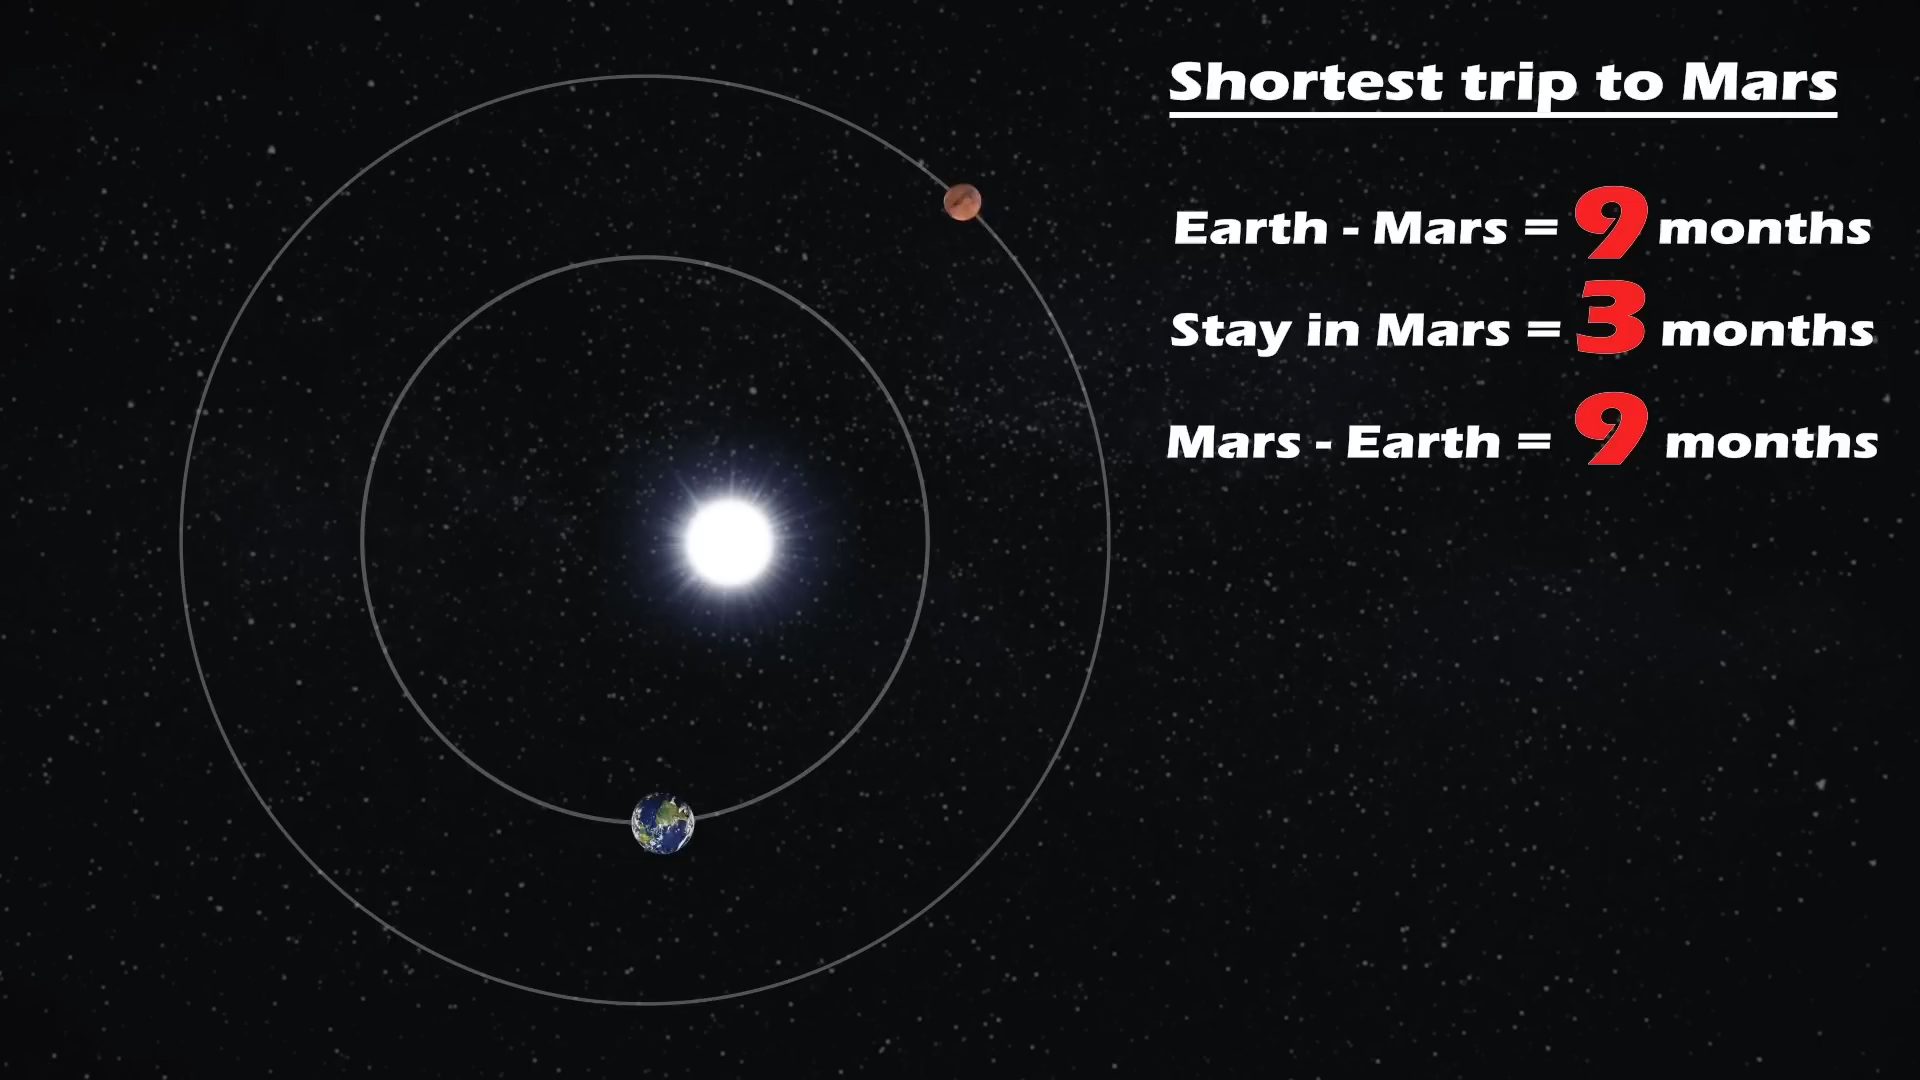 Shortest trip to Mars
Earth - Mars = 9 months
Stay in Mars = 3 months
Mars - Earth = 9 months